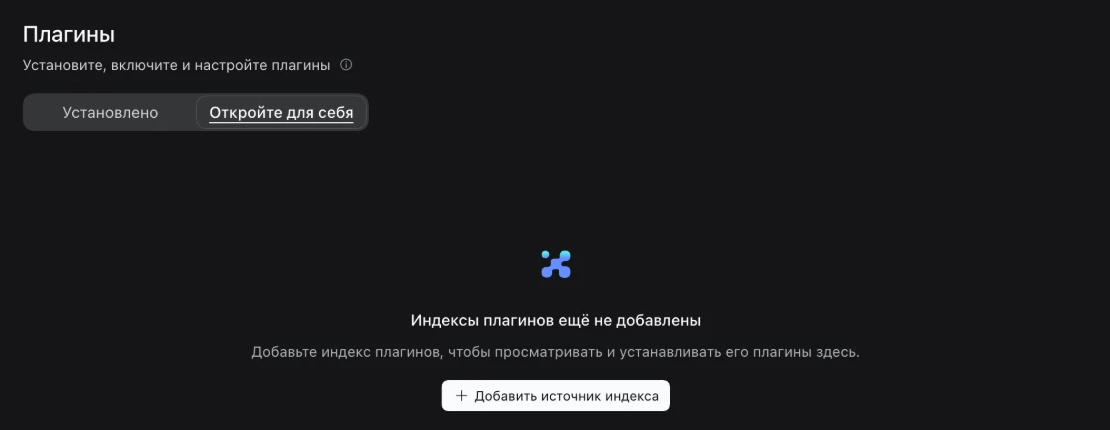 Плагины
Установите, включите и настройте плагины
Установлено
Откройте для себя
Индексы плагинов ещё не добавлены
Добавьте индекс плагинов, чтобы просматривать и устанавливать его плагины здесь.
Добавить источник индекса